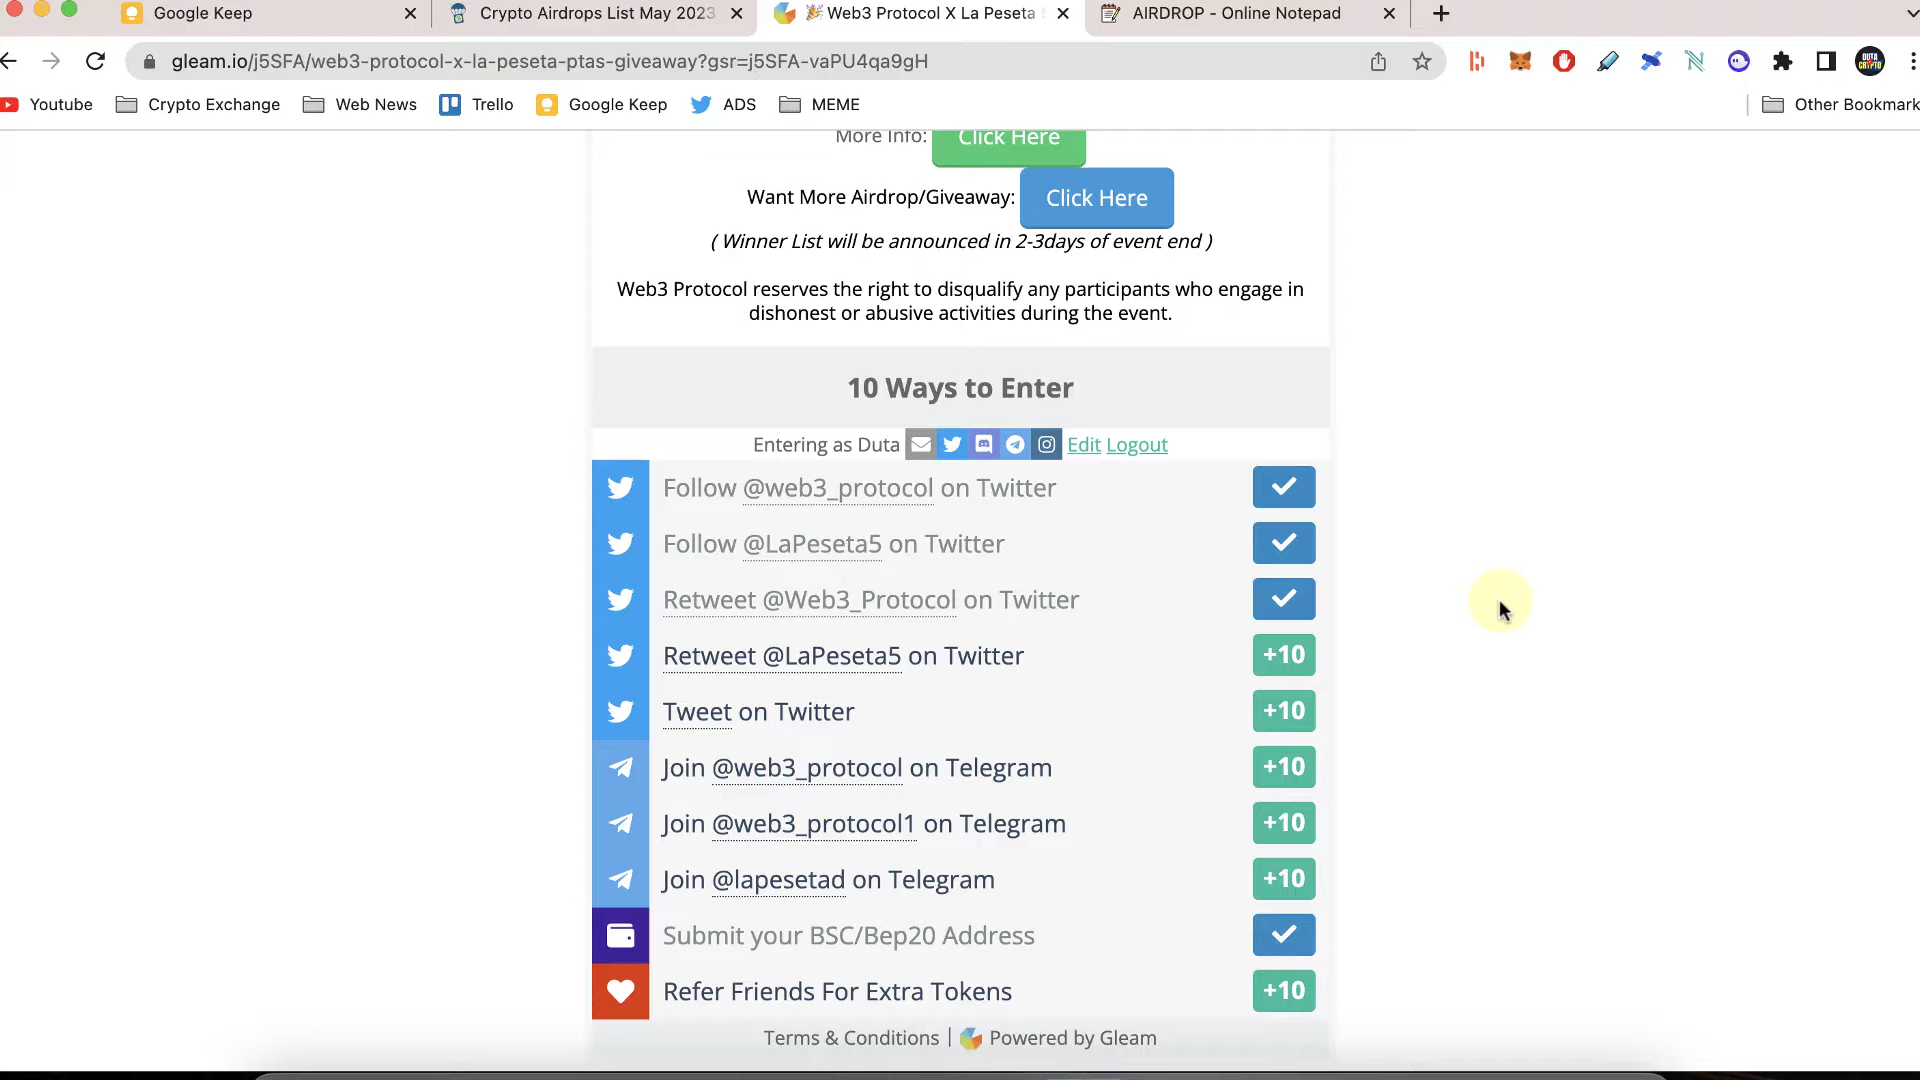 Google Keep
Crypto Airdrops List May 2023
Web3 Protocol X La Peseta
AIRDROP - Online Notepad
gleam.io/j5SFA/web3-protocol-x-la-peseta-ptas-giveaway?gsr=j5SFA-vaPU4qa9gH
Youtube
Crypto Exchange
Web News
Trello
Google Keep
ADS
MEME
Other Bookmark
More Info: Click Here
Want More Airdrop/Giveaway: Click Here
( Winner List will be announced in 2-3days of event end )
Web3 Protocol reserves the right to disqualify any participants who engage in
dishonest or abusive activities during the event.
10 Ways to Enter
Entering as Duta Edit Logout
Follow @web3_protocol on Twitter
Follow @LaPeseta5 on Twitter
Retweet @Web3_Protocol on Twitter
Retweet @LaPeseta5 on Twitter +10
Tweet on Twitter +10
Join @web3_protocol on Telegram +10
Join @web3_protocol1 on Telegram +10
Join @lapesetad on Telegram +10
Submit your BSC/Bep20 Address
Refer Friends For Extra Tokens +10
Terms & Conditions | Powered by Gleam